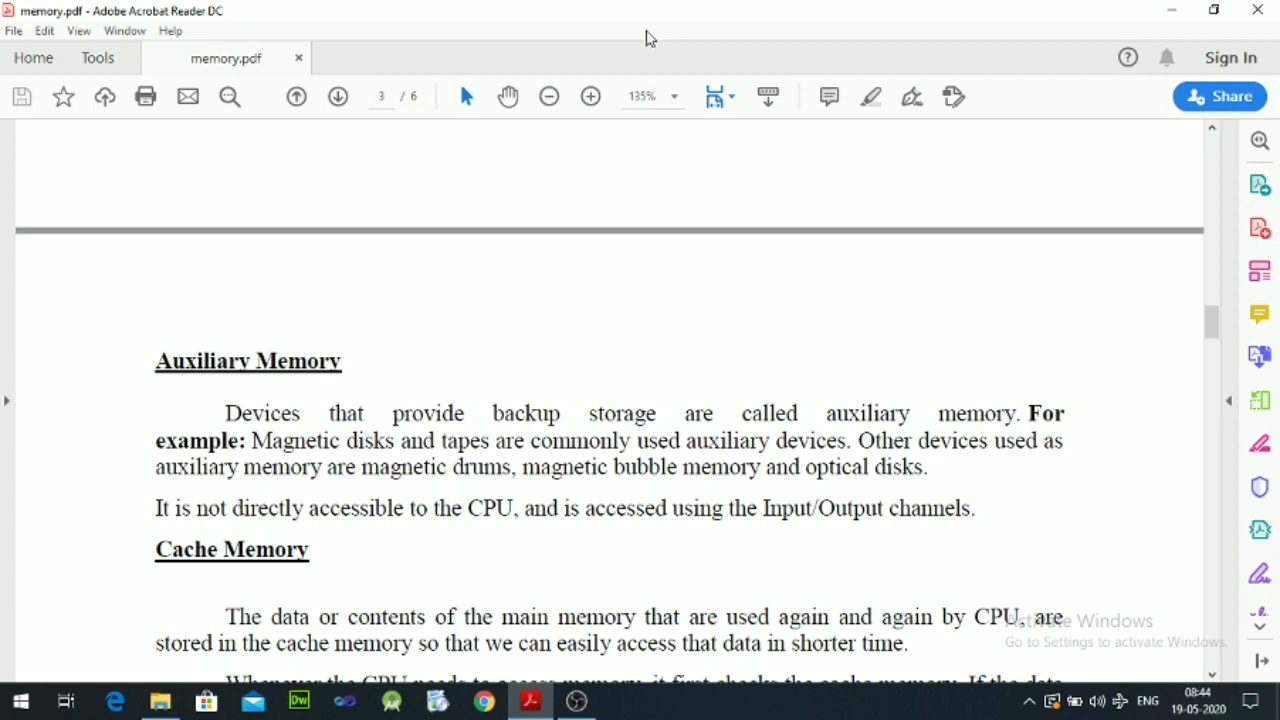 memory.pdf - Adobe Acrobat Reader DC
File Edit View Window Help
Home Tools memory.pdf × Sign In
3 / 6 135% Share
Auxiliary Memory
Devices that provide backup storage are called auxiliary memory. For
example: Magnetic disks and tapes are commonly used auxiliary devices. Other devices used as
auxiliary memory are magnetic drums, magnetic bubble memory and optical disks.
It is not directly accessible to the CPU, and is accessed using the Input/Output channels.
Cache Memory
The data or contents of the main memory that are used again and again by CPU, are
stored in the cache memory so that we can easily access that data in shorter time.
Activate Windows
Go to Settings to activate Windows.
Whenever the CPU needs to access memory, it first checks the cache memory. If the data
Dw ENG 08:44
19-05-2020